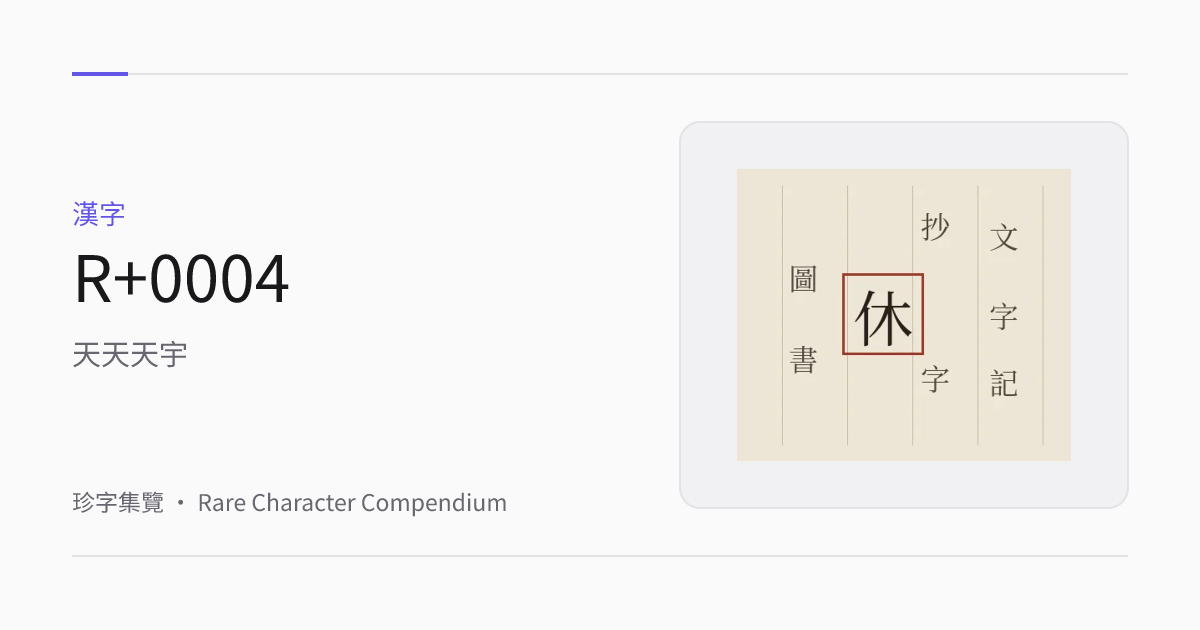 漢字
R+0004
天天天宇
珍字集覽 · Rare Character Compendium
文字記
抄字
休
圖書